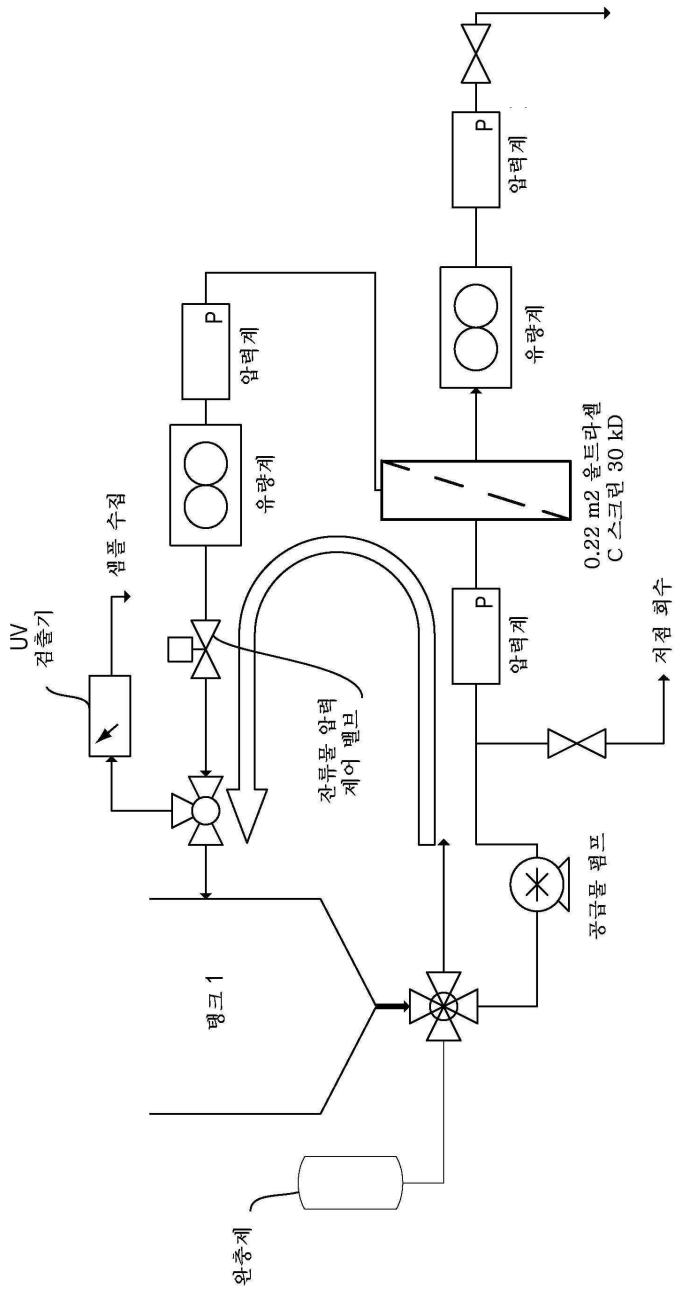 UV
검출기
샘플 수집
유량계
P
압력계
잔류물 압력
제어 밸브
탱크 1
완충제
공급물 펌프
P
압력계
저점 회수
0.22 m2 울트라셀
C 스크린 30 kD
유량계
P
압력계